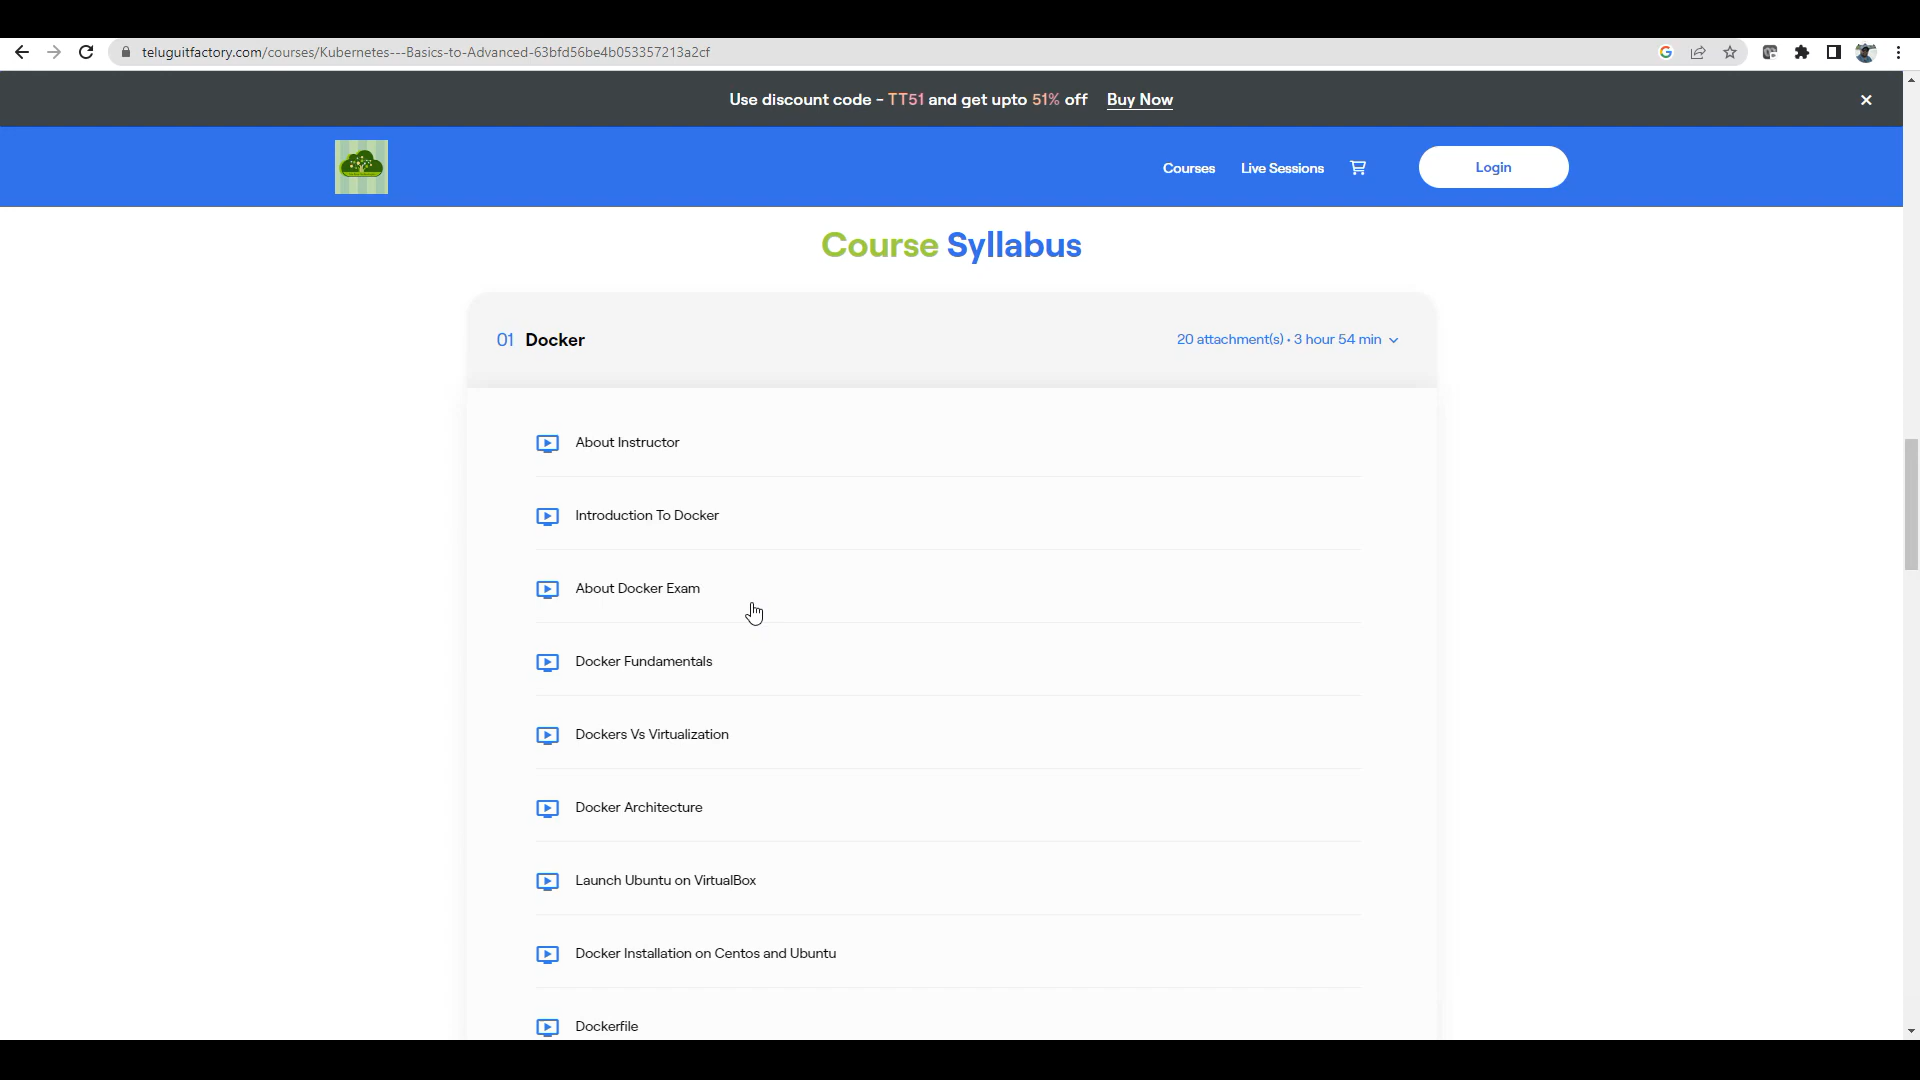 teluguitfactory.com/courses/Kubernetes---Basics-to-Advanced-63bfd56be4b053357213a2cf
Use discount code - TT51 and get upto 51% off Buy Now
Courses Live Sessions Login
Course Syllabus
01 Docker 20 attachment(s) • 3 hour 54 min
About Instructor
Introduction To Docker
About Docker Exam
Docker Fundamentals
Dockers Vs Virtualization
Docker Architecture
Launch Ubuntu on VirtualBox
Docker Installation on Centos and Ubuntu
Dockerfile